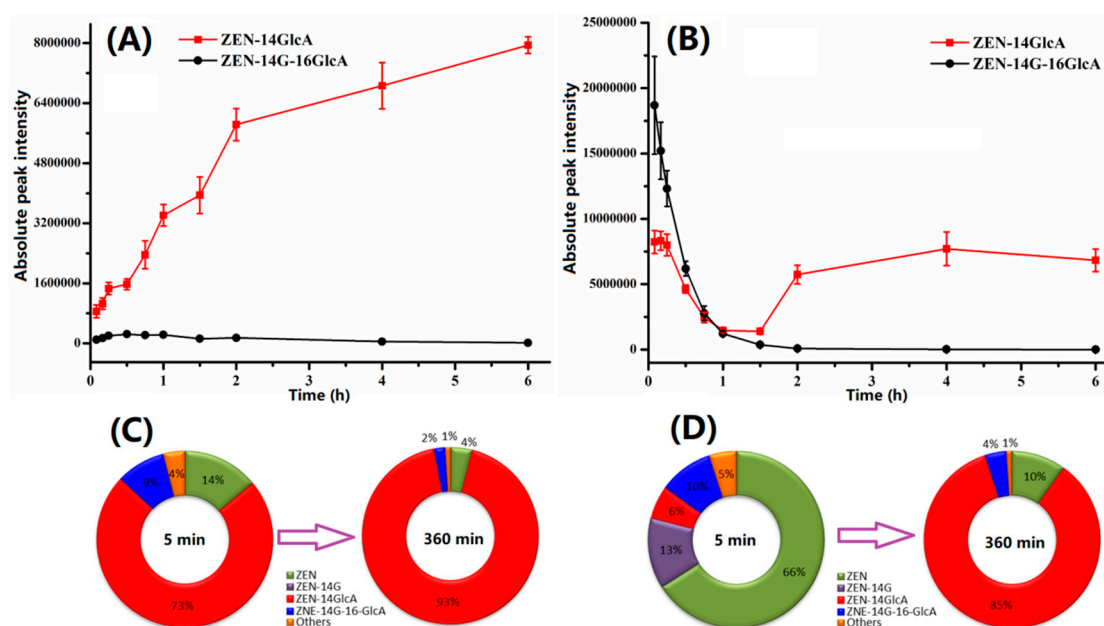 (A)
ZEN-14GlcA
ZEN-14G-16GlcA
Absolute peak intensity
8000000
6400000
4800000
3200000
1600000
0
0 1 2 3 4 5 6
Time (h)
(B)
ZEN-14GlcA
ZEN-14G-16GlcA
Absolute peak intensity
25000000
20000000
15000000
10000000
5000000
0
0 1 2 3 4 5 6
Time (h)
(C)
4%
14%
9%
5 min
73%
2% 1% 4%
360 min
93%
ZEN
ZEN-14G
ZEN-14GlcA
ZNE-14G-16-GlcA
Others
(D)
5%
10%
6%
13%
5 min
66%
4% 1%
10%
360 min
85%
ZEN
ZEN-14G
ZEN-14GlcA
ZNE-14G-16-GlcA
Others